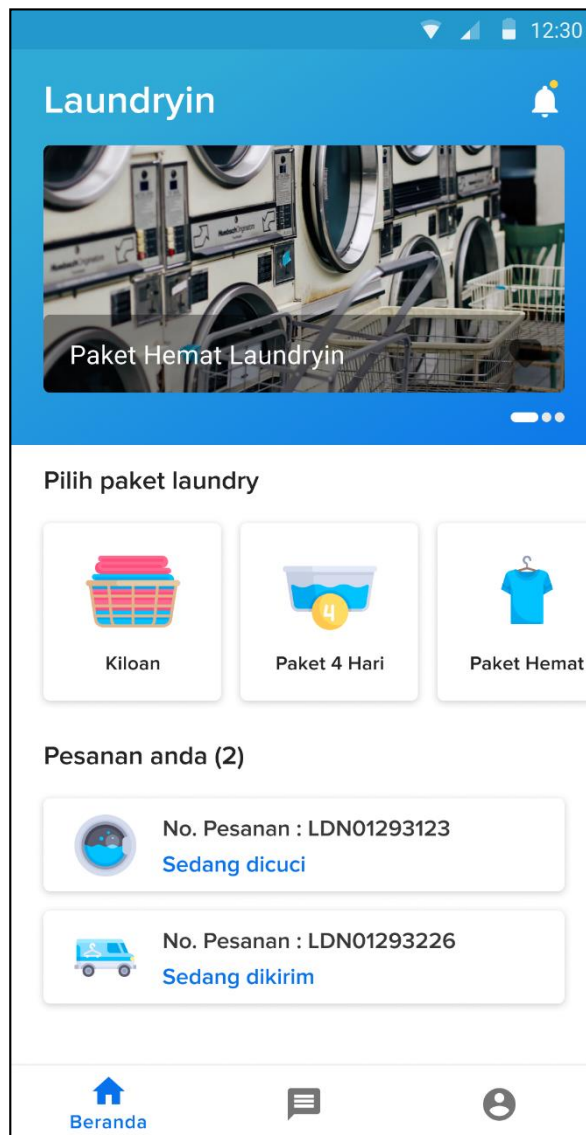 12:30
Laundryin
Paket Hemat Laundryin
Pilih paket laundry
Kiloan
Paket 4 Hari
Paket Hemat
4
Pesanan anda (2)
No. Pesanan : LDN01293123
Sedang dicuci
No. Pesanan : LDN01293226
Sedang dikirim
Beranda